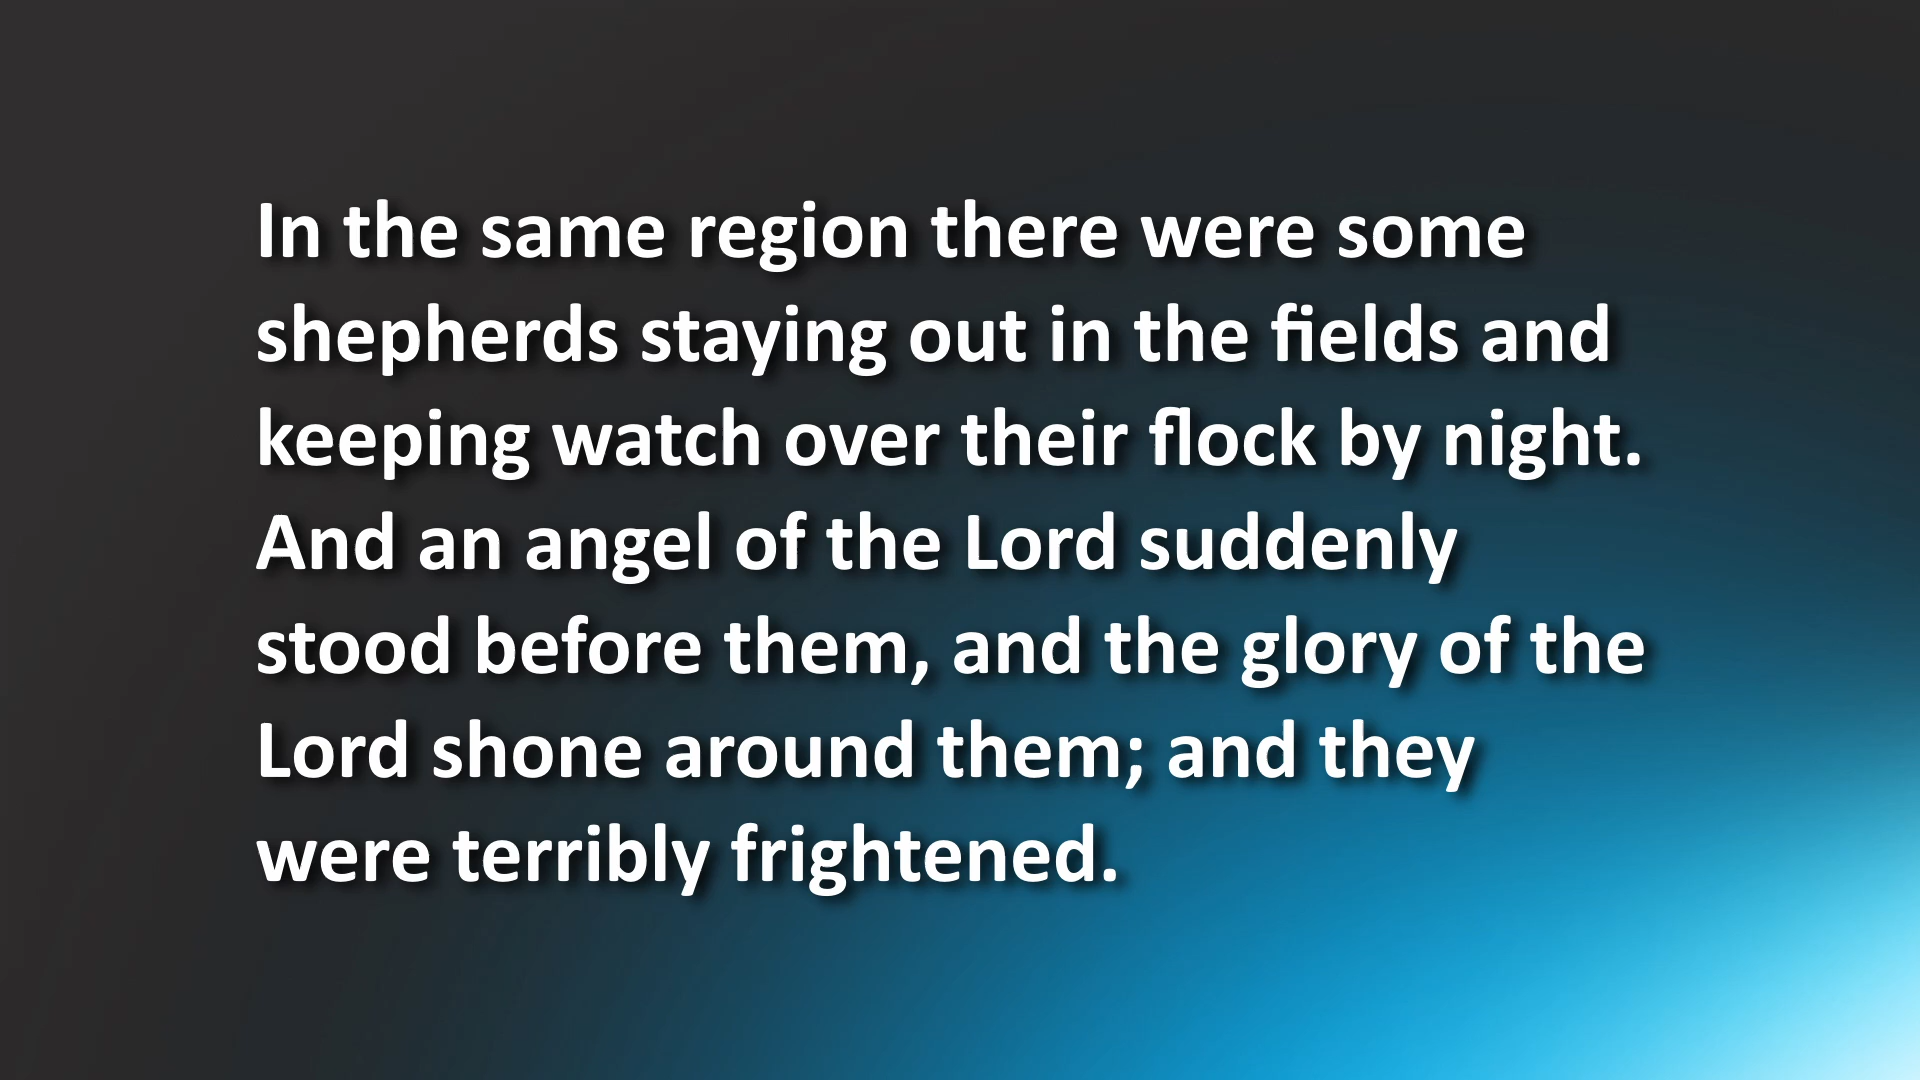 In the same region there were some
shepherds staying out in the fields and
keeping watch over their flock by night.
And an angel of the Lord suddenly
stood before them, and the glory of the
Lord shone around them; and they
were terribly frightened.